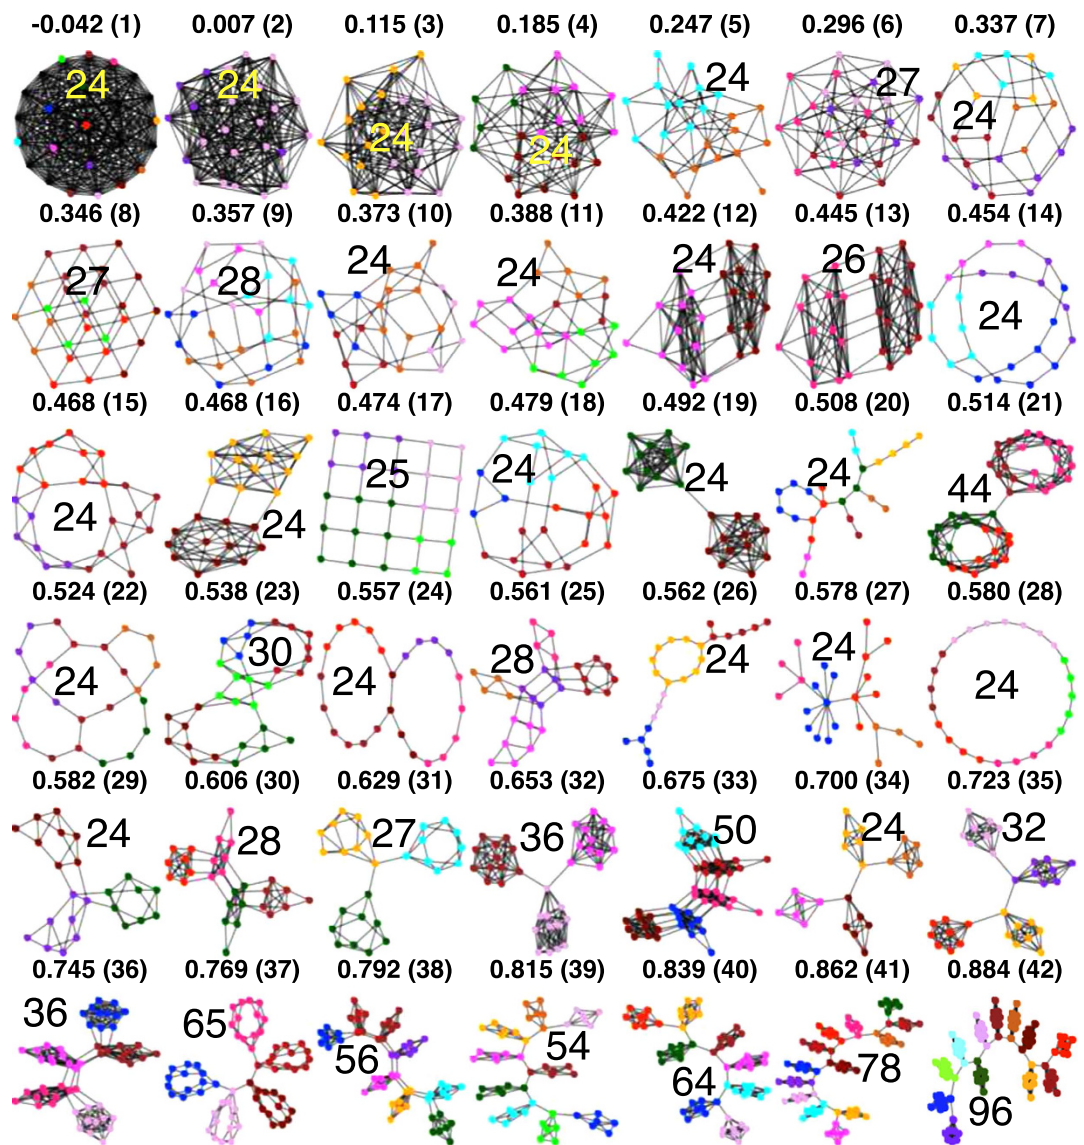 -0.042 (1) 0.007 (2) 0.115 (3) 0.185 (4) 0.247 (5) 0.296 (6) 0.337 (7)
24 24 24 24 24 27 24
0.346 (8) 0.357 (9) 0.373 (10) 0.388 (11) 0.422 (12) 0.445 (13) 0.454 (14)
27 28 24 24 24 26 24
0.468 (15) 0.468 (16) 0.474 (17) 0.479 (18) 0.492 (19) 0.508 (20) 0.514 (21)
24 24 25 24 24 24 44
0.524 (22) 0.538 (23) 0.557 (24) 0.561 (25) 0.562 (26) 0.578 (27) 0.580 (28)
24 30 24 28 24 24 24
0.582 (29) 0.606 (30) 0.629 (31) 0.653 (32) 0.675 (33) 0.700 (34) 0.723 (35)
24 28 27 36 50 24 32
0.745 (36) 0.769 (37) 0.792 (38) 0.815 (39) 0.839 (40) 0.862 (41) 0.884 (42)
36 65 56 54 64 78 96